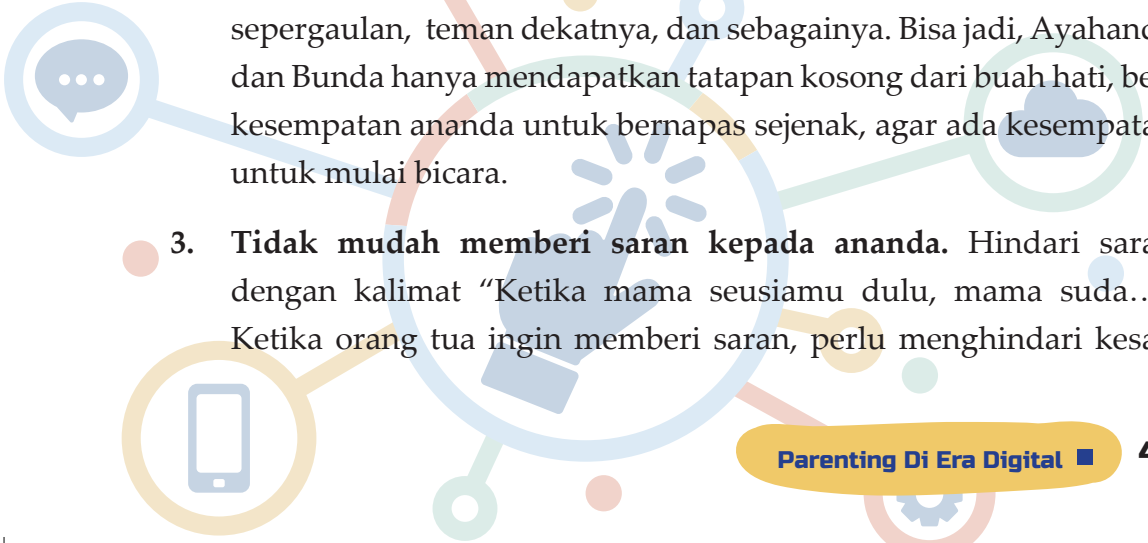 sepergaulan, teman dekatnya, dan sebagainya. Bisa jadi, Ayahand
dan Bunda hanya mendapatkan tatapan kosong dari buah hati, be
kesempatan ananda untuk bernapas sejenak, agar ada kesempata
untuk mulai bicara.
3. Tidak mudah memberi saran kepada ananda. Hindari sara
dengan kalimat “Ketika mama seusiamu dulu, mama suda…
Ketika orang tua ingin memberi saran, perlu menghindari kesa
Parenting Di Era Digital